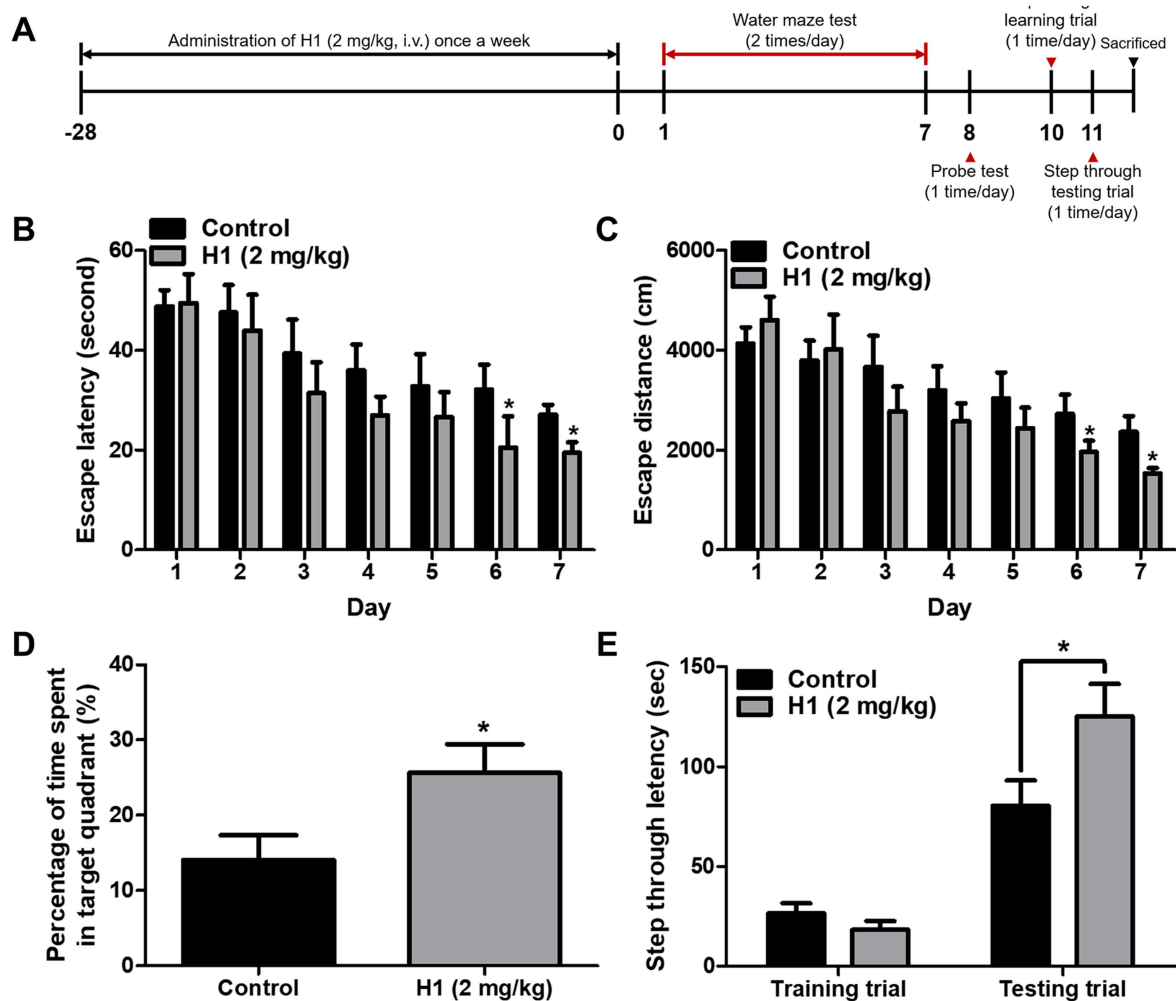 A
Administration of H1 (2 mg/kg, i.v.) once a week
Water maze test
(2 times/day)
learning trial
(1 time/day)
Sacrificed
-28
0
1
7
8
10
11
Probe test
(1 time/day)
Step through
testing trial
(1 time/day)
B
Control
H1 (2 mg/kg)
Escape latency (second)
60
40
20
0
*
*
1 2 3 4 5 6 7
Day
C
Control
H1 (2 mg/kg)
Escape distance (cm)
6000
4000
2000
0
*
*
1 2 3 4 5 6 7
Day
D
Percentage of time spent
in target quadrant (%)
40
30
20
10
0
*
Control
H1 (2 mg/kg)
E
Control
H1 (2 mg/kg)
Step through letency (sec)
150
100
50
0
*
Training trial
Testing trial